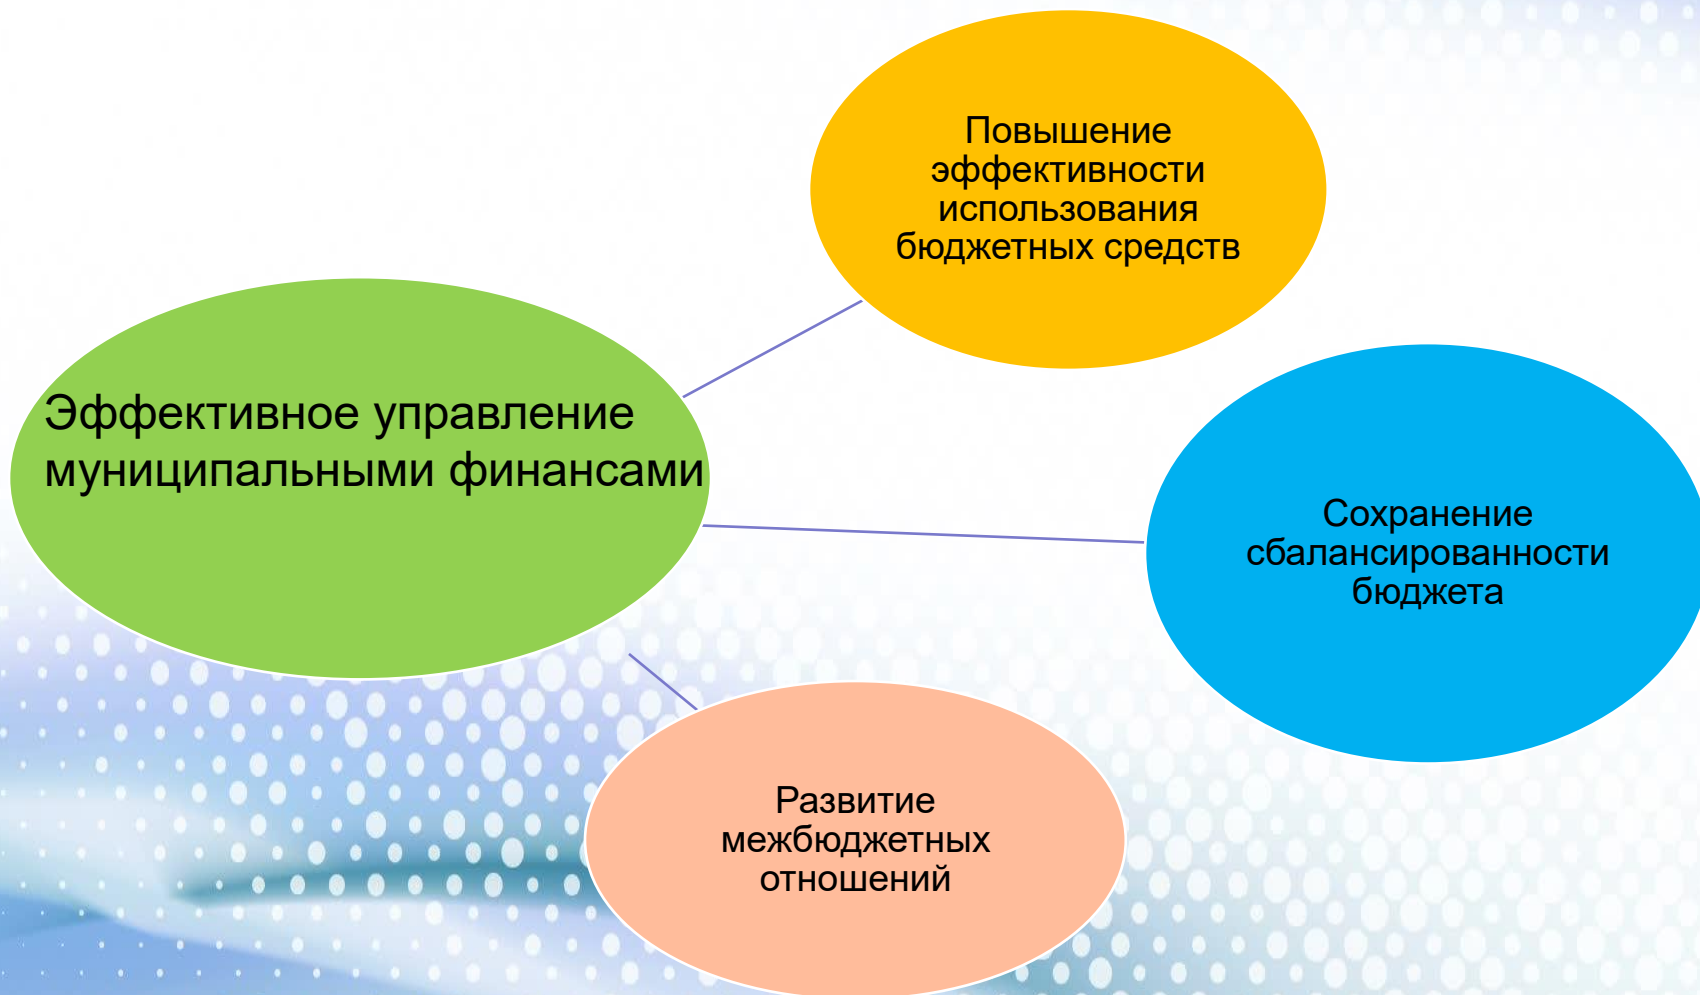 Повышение
эффективности
использования
бюджетных средств
Эффективное управление
муниципальными финансами
Сохранение
сбалансированности
бюджета
Развитие
межбюджетных
отношений